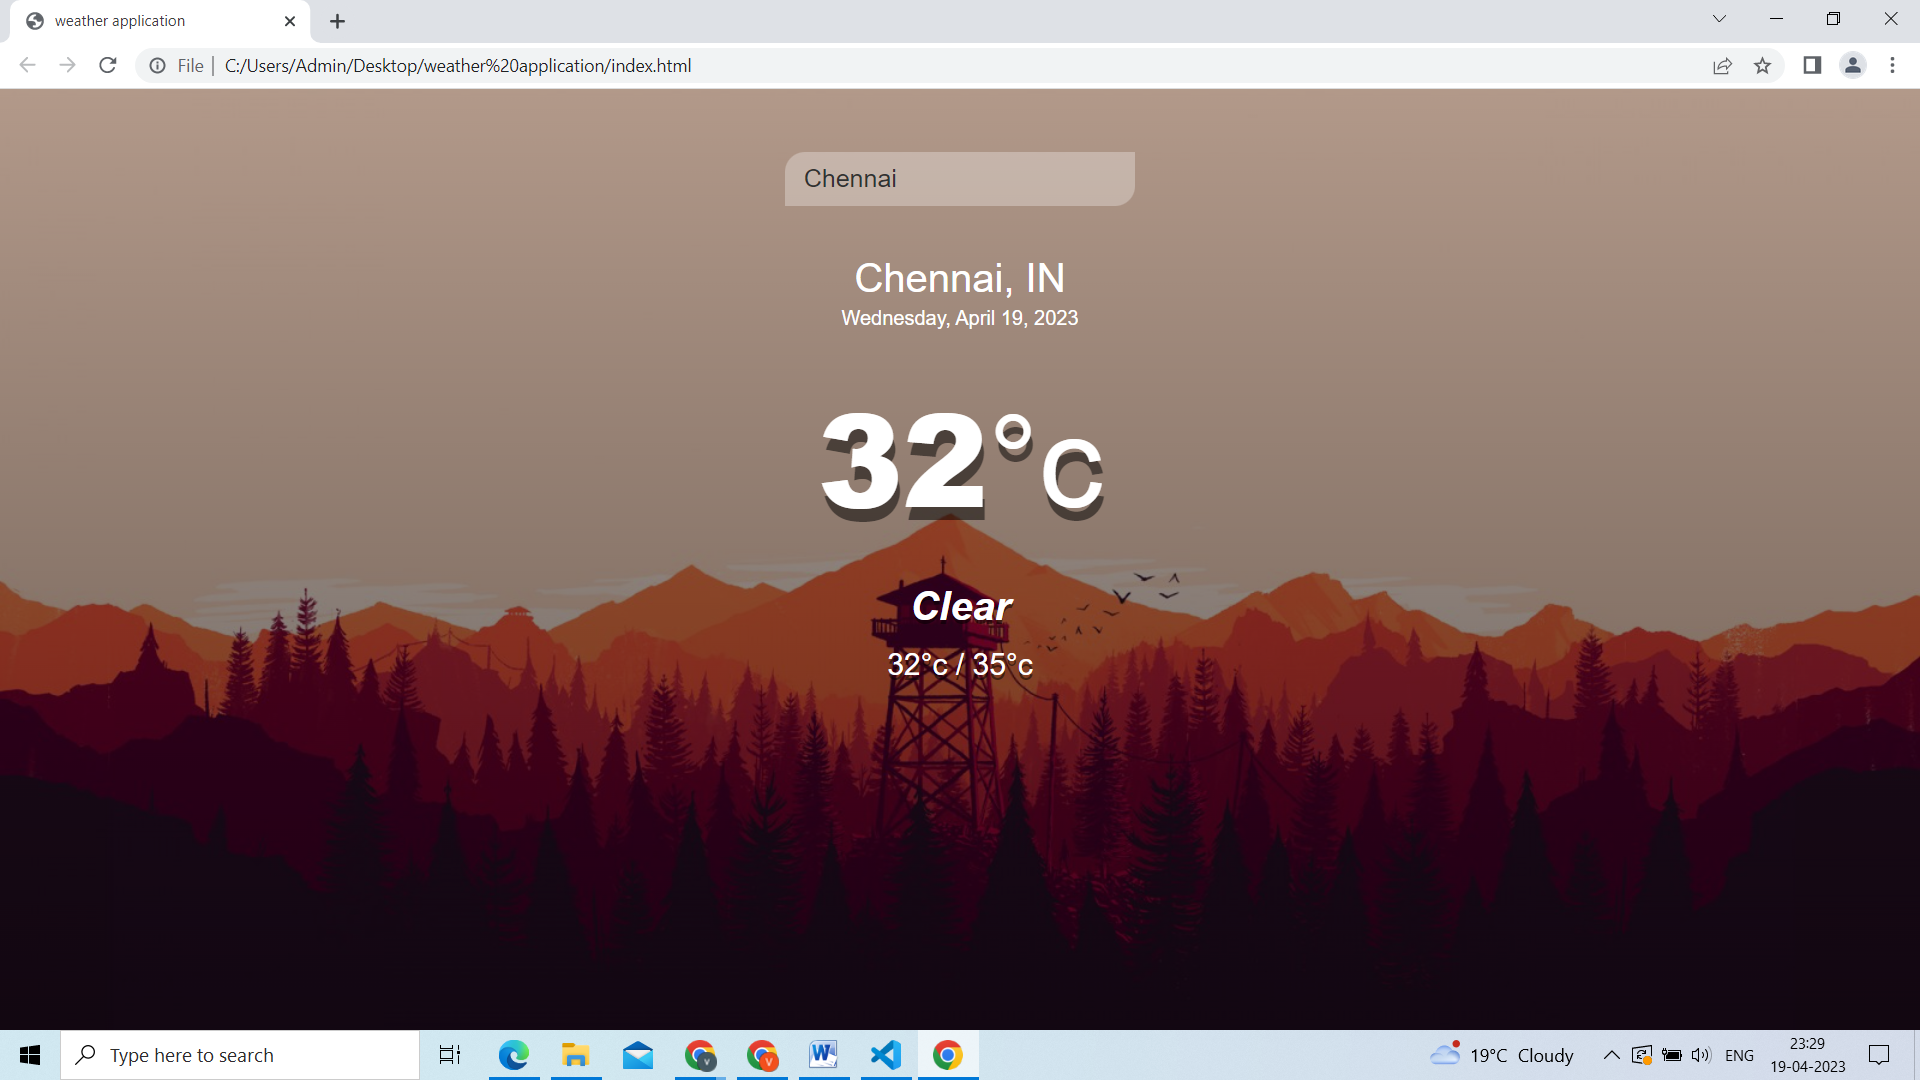 weather application
File | C:/Users/Admin/Desktop/weather%20application/index.html
Chennai
Chennai, IN
Wednesday, April 19, 2023
32°c
Clear
32°c / 35°c
Type here to search
V
V
W
19°C Cloudy
ENG
23:29
19-04-2023